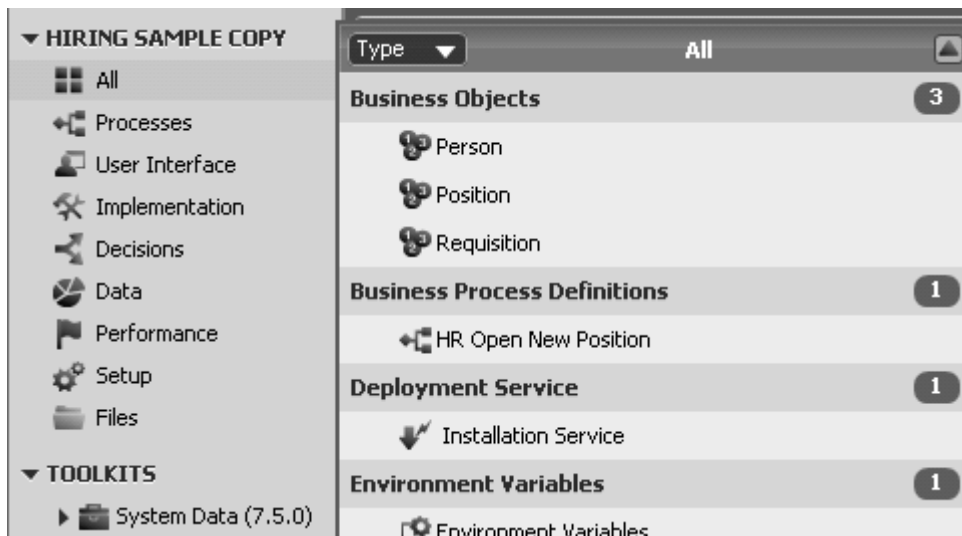 HIRING SAMPLE COPY
All
Processes
User Interface
Implementation
Decisions
Data
Performance
Setup
Files
TOOLKITS
System Data (7.5.0)
Type All
Business Objects 3
Person
Position
Requisition
Business Process Definitions 1
HR Open New Position
Deployment Service 1
Installation Service
Environment Variables 1
Environment Variables